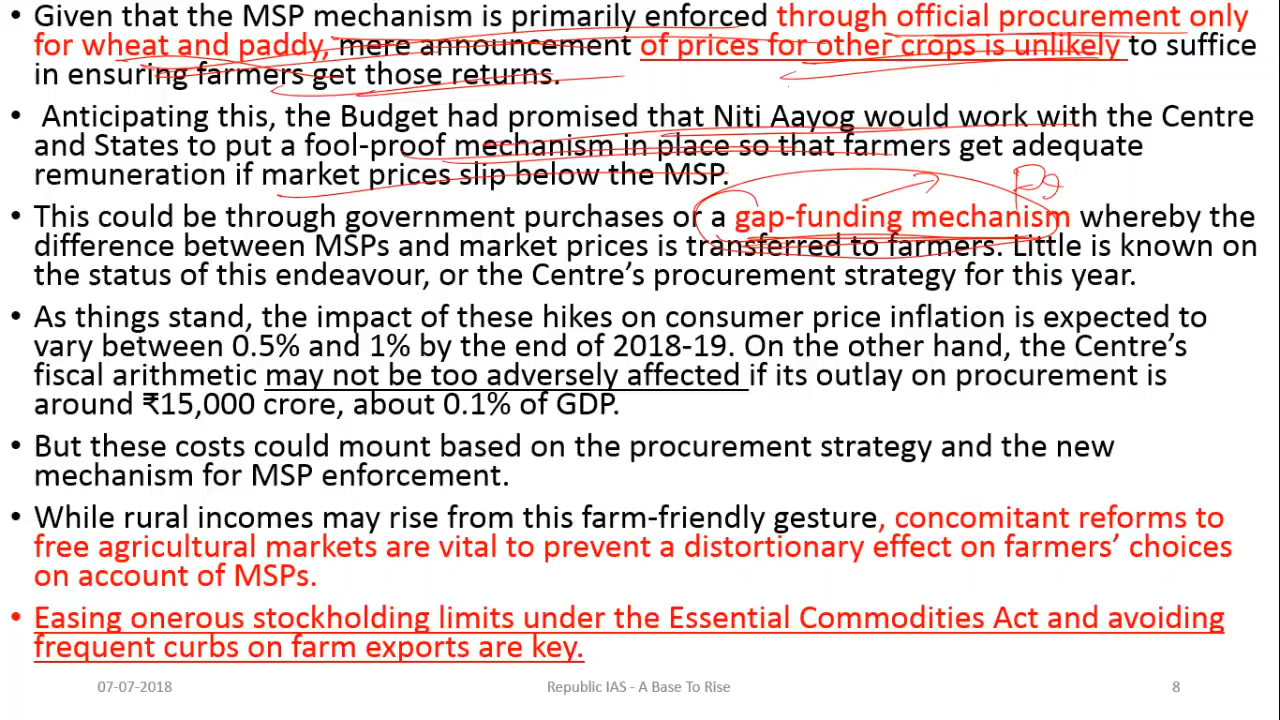 • Given that the MSP mechanism is primarily enforced through official procurement only
for wheat and paddy, mere announcement of prices for other crops is unlikely to suffice
in ensuring farmers get those returns.
• Anticipating this, the Budget had promised that Niti Aayog would work with the Centre
and States to put a fool-proof mechanism in place so that farmers get adequate
remuneration if market prices slip below the MSP.
• This could be through government purchases or a gap-funding mechanism whereby the
difference between MSPs and market prices is transferred to farmers. Little is known on
the status of this endeavour, or the Centre’s procurement strategy for this year.
• As things stand, the impact of these hikes on consumer price inflation is expected to
vary between 0.5% and 1% by the end of 2018-19. On the other hand, the Centre’s
fiscal arithmetic may not be too adversely affected if its outlay on procurement is
around ₹15,000 crore, about 0.1% of GDP.
• But these costs could mount based on the procurement strategy and the new
mechanism for MSP enforcement.
• While rural incomes may rise from this farm-friendly gesture, concomitant reforms to
free agricultural markets are vital to prevent a distortionary effect on farmers’ choices
on account of MSPs.
• Easing onerous stockholding limits under the Essential Commodities Act and avoiding
frequent curbs on farm exports are key.
07-07-2018 Republic IAS - A Base To Rise 8